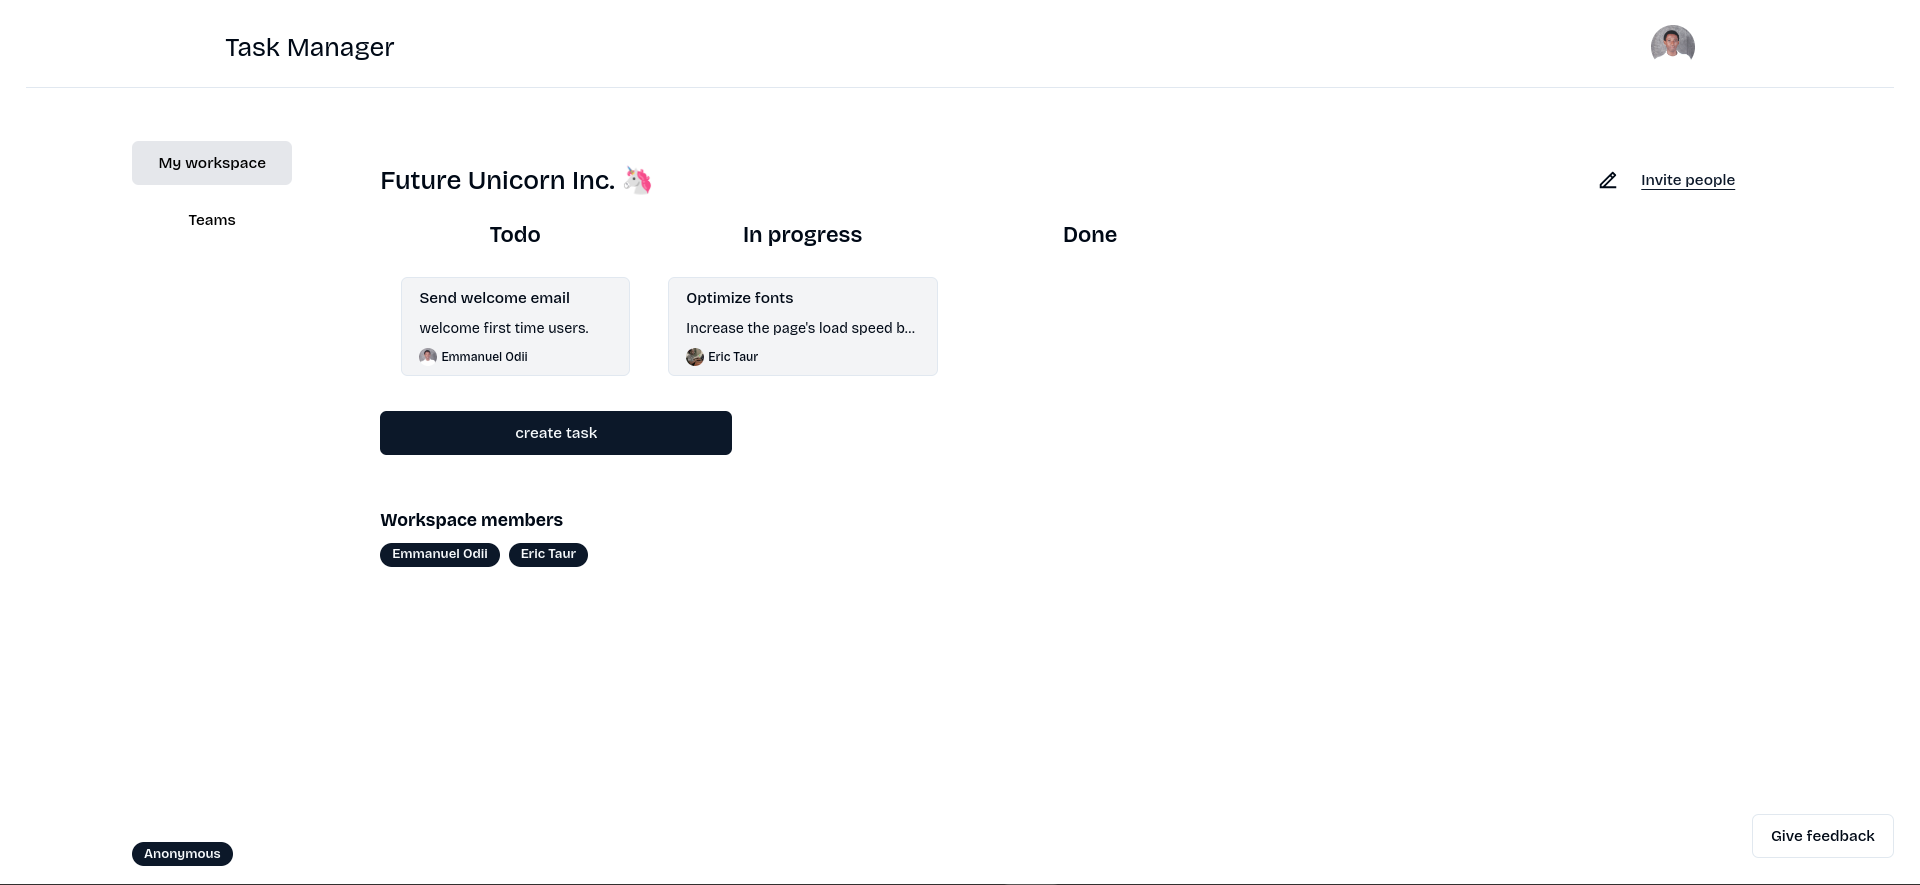 Task Manager
My workspace
Teams
Future Unicorn Inc. 🦄
Invite people
Todo
In progress
Done
Send welcome email
welcome first time users.
Emmanuel Odii
Optimize fonts
Increase the page's load speed b...
Eric Taur
create task
Workspace members
Emmanuel Odii
Eric Taur
Give feedback
Anonymous